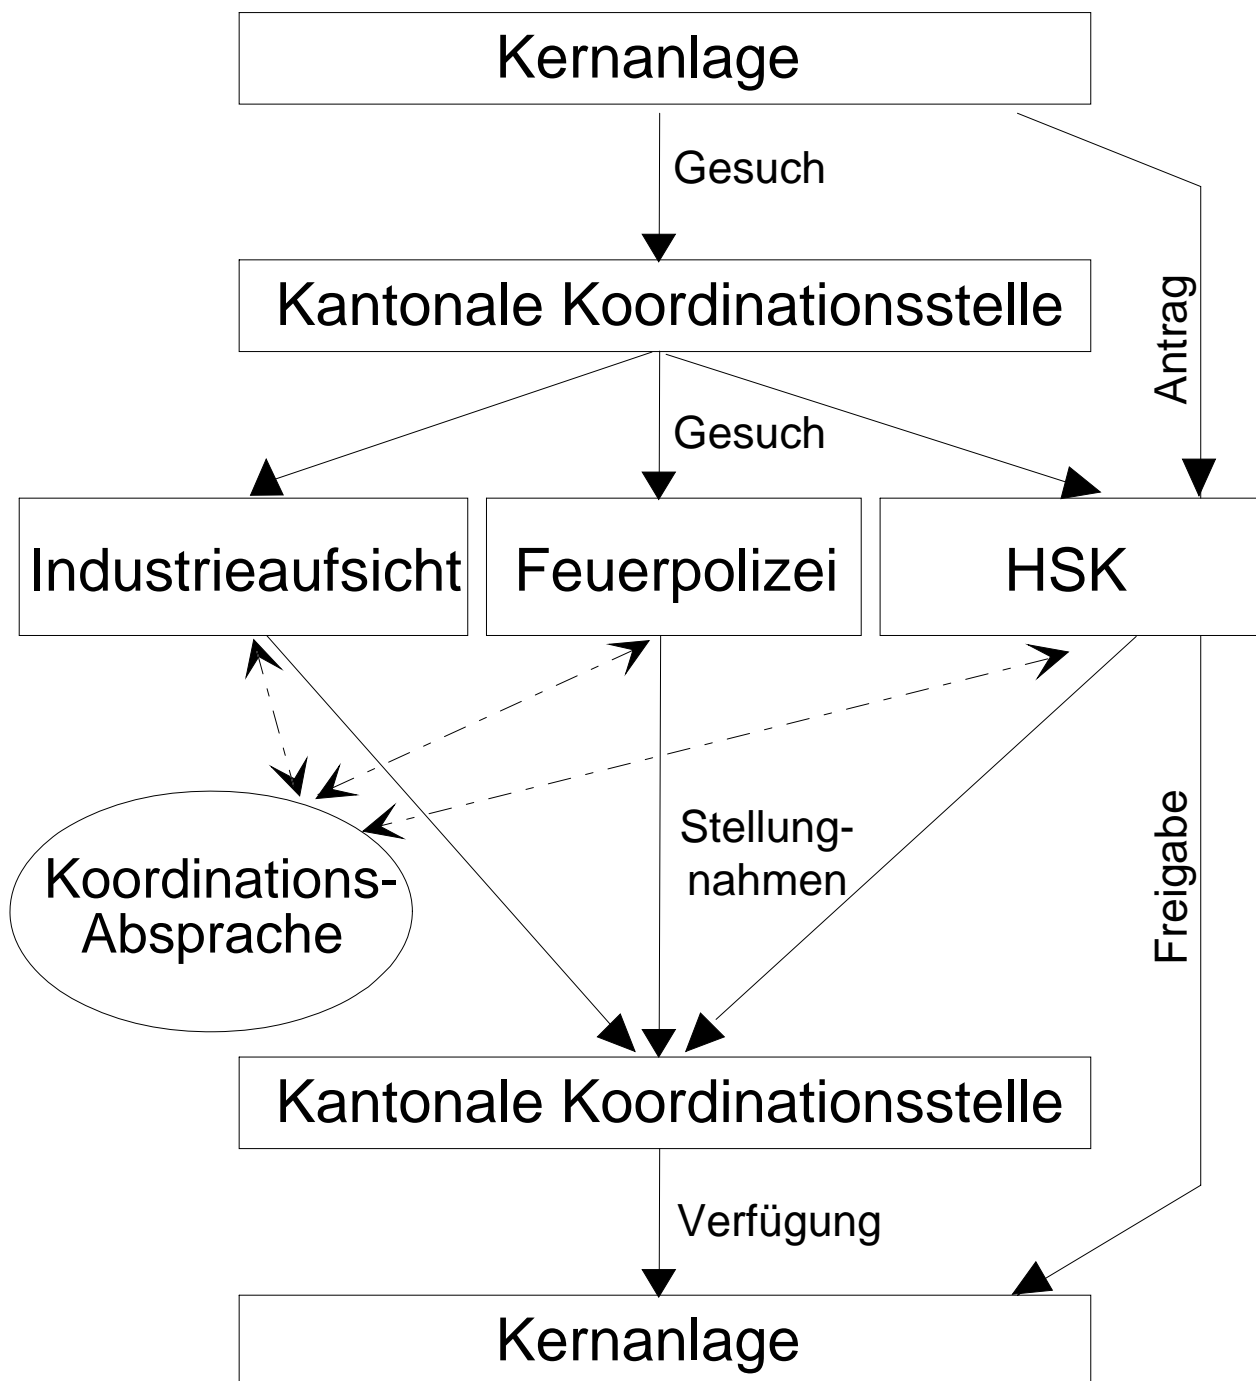 Kernanlage
Gesuch
Kantonale Koordinationsstelle
Antrag
Gesuch
Industrieaufsicht
Feuerpolizei
HSK
Stellung-
nahmen
Koordinations-
Absprache
Freigabe
Kantonale Koordinationsstelle
Verfügung
Kernanlage